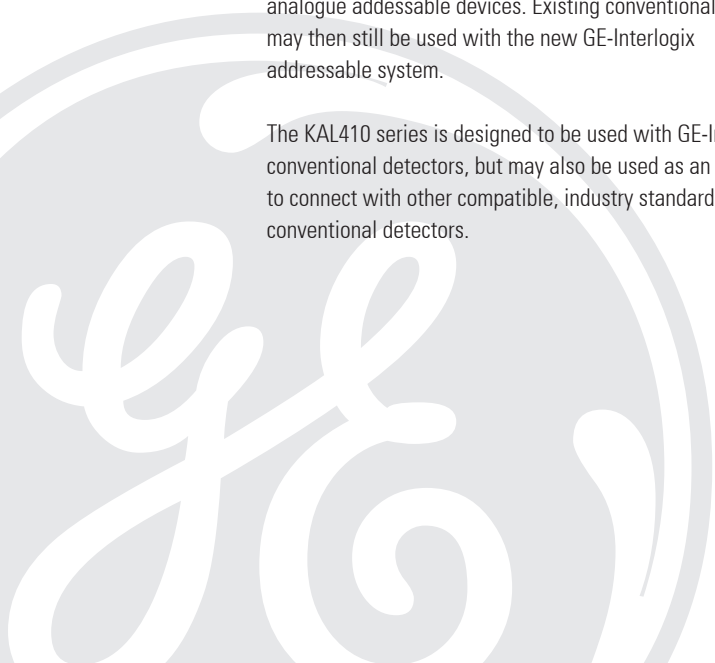 analogue addessable devices. Existing conventional
may then still be used with the new GE-Interlogix
addressable system.
The KAL410 series is designed to be used with
conventional detectors, but may also be used as an
to connect with other compatible, industry standard
conventional detectors.
GE